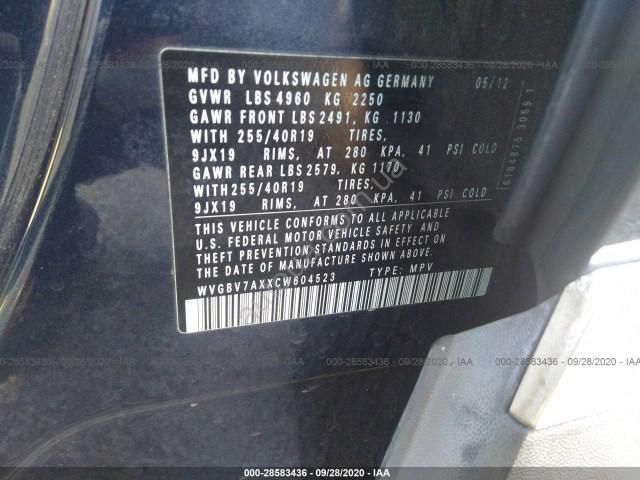 MFD BY VOLKSWAGEN AG GERMANY 05/12
GVWR LBS 4960 KG 2250
GAWR FRONT LBS 2491, KG 1130
WITH 255/40R19 TIRES,
9JX19 RIMS, AT 280 KPA, 41 PSI COLD
GAWR REAR LBS 2579, KG 1170
WITH 255/40R19 TIRES,
9JX19 RIMS, AT 280 KPA, 41 PSI COLD
THIS VEHICLE CONFORMS TO ALL APPLICABLE
U.S. FEDERAL MOTOR VEHICLE SAFETY AND
THEFT PREVENTION STANDARDS IN EFFECT ON
THE DATE OF MANUFACTURE SHOWN ABOVE.
WVGBV7AXXCW604523 TYPE: MPV
000-28583436 - 09/28/2020 - IAA